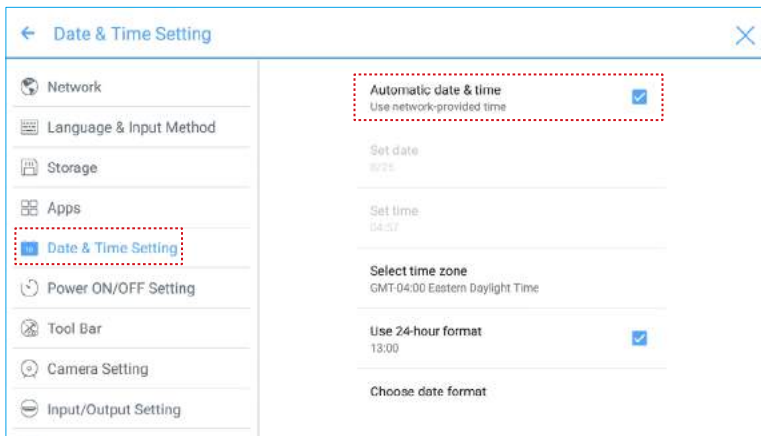 Date & Time Setting
Network
Language & Input Method
Storage
Apps
Date & Time Setting
Power ON/OFF Setting
Tool Bar
Camera Setting
Input/Output Setting
Automatic date & time
Use network-provided time
Set date
Set time
04:57
Select time zone
GMT-04:00 Eastern Daylight Time
Use 24-hour format
13:00
Choose date format